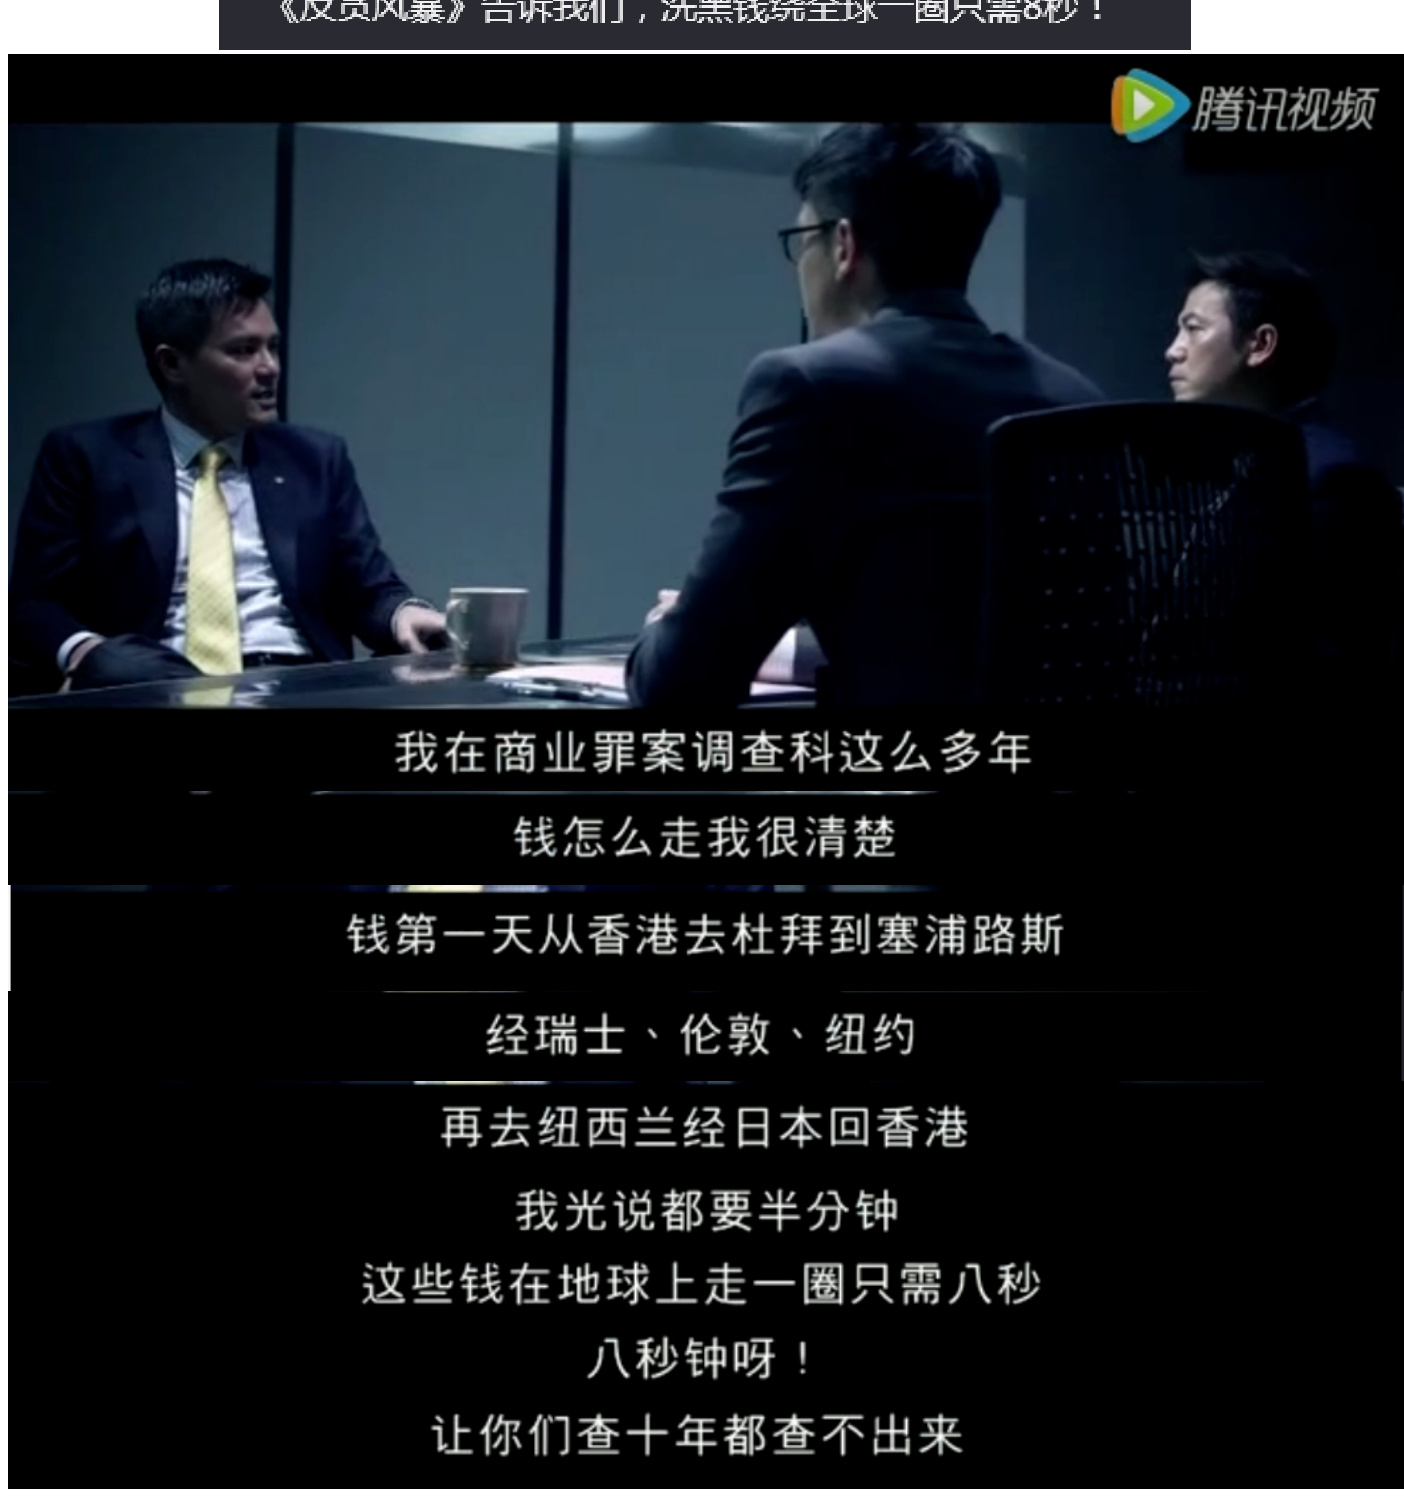 《反贪风暴》告诉我们，洗黑钱绕全球一圈只需8秒！
腾讯视频
我在商业罪案调查科这么多年
钱怎么走我很清楚
钱第一天从香港去杜拜到塞浦路斯
经瑞士、伦敦、纽约
再去纽西兰经日本回香港
我光说都要半分钟
这些钱在地球上走一圈只需八秒
八秒钟呀！
让你们查十年都查不出来